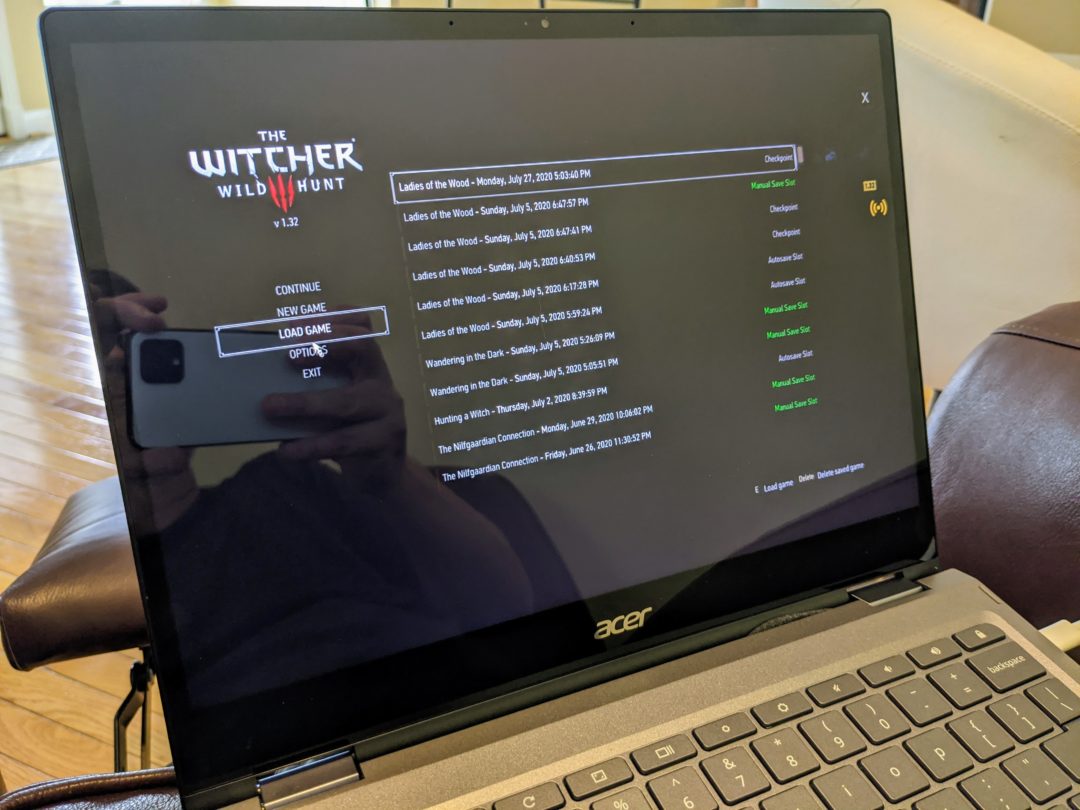 THE
WITCHER
WILD HUNT
v 1.32
CONTINUE
NEW GAME
LOAD GAME
OPTIONS
EXIT
X
Ladies of the Wood - Monday, July 27, 2020 5:03:40 PM Checkpoint
Ladies of the Wood - Sunday, July 5, 2020 6:47:57 PM Manual Save Slot
Ladies of the Wood - Sunday, July 5, 2020 6:47:41 PM Checkpoint
Ladies of the Wood - Sunday, July 5, 2020 6:40:53 PM Checkpoint
Ladies of the Wood - Sunday, July 5, 2020 6:17:28 PM Autosave Slot
Ladies of the Wood - Sunday, July 5, 2020 5:59:24 PM Autosave Slot
Wandering in the Dark - Sunday, July 5, 2020 5:26:09 PM Manual Save Slot
Wandering in the Dark - Sunday, July 5, 2020 5:05:51 PM Manual Save Slot
Hunting a Witch - Thursday, July 2, 2020 8:39:59 PM Autosave Slot
The Nilfgaardian Connection - Monday, June 29, 2020 10:06:02 PM Manual Save Slot
The Nilfgaardian Connection - Friday, June 26, 2020 11:30:52 PM Manual Save Slot
1.32
E Load game Delete Delete saved game
acer
backspace
% ^ 6 & 7 * 8 ( 9 ) 0 _ - + =
i o p { [ } ] | \
: ; " '